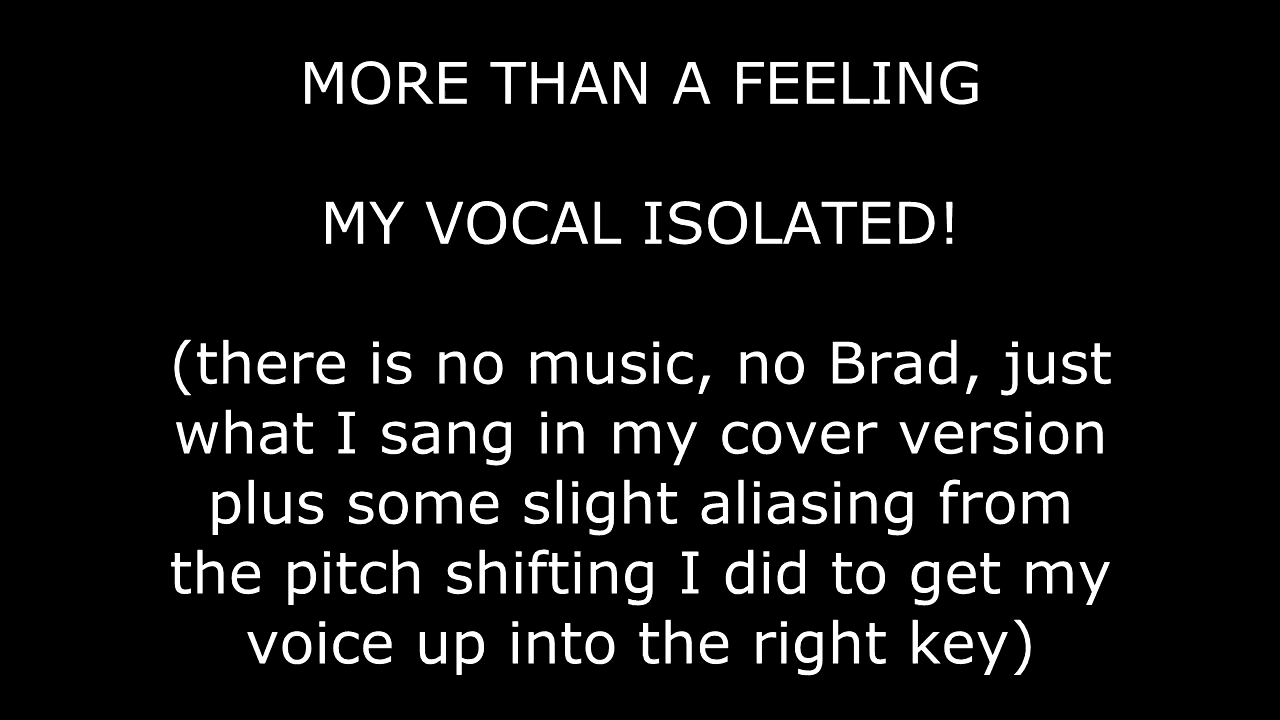 MORE THAN A FEELING
MY VOCAL ISOLATED!
(there is no music, no Brad, just
what I sang in my cover version
plus some slight aliasing from
the pitch shifting I did to get my
voice up into the right key)